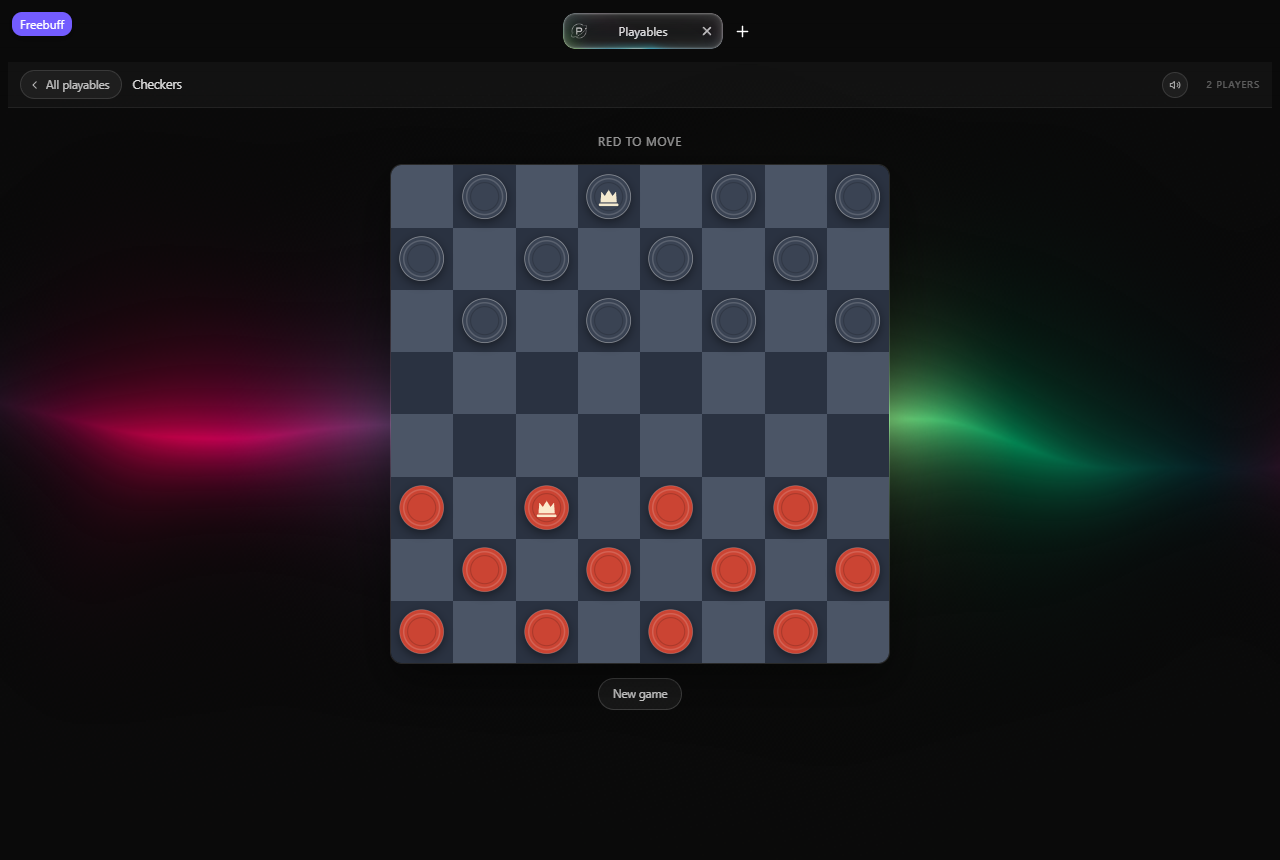 Freebuff
P Playables
All playables
Checkers
2 PLAYERS
RED TO MOVE
New game